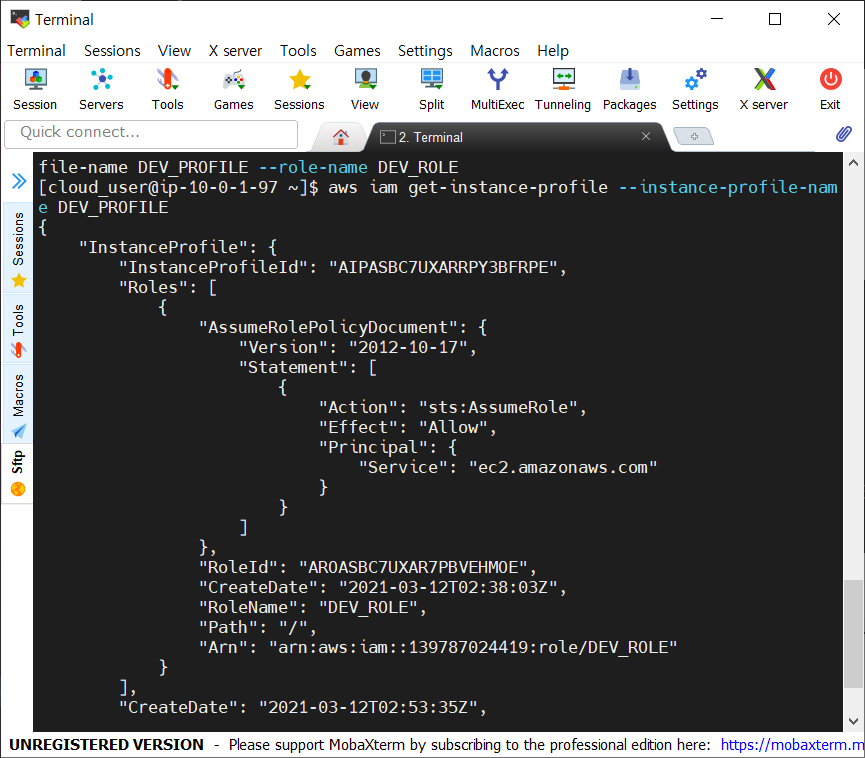 Terminal
Terminal Sessions View X server Tools Games Settings Macros Help
Session Servers Tools Games Sessions View Split MultiExec Tunneling Packages Settings X server Exit
Quick connect...
2. Terminal
Sessions
Tools
Macros
Sftp
file-name DEV_PROFILE --role-name DEV_ROLE
[cloud_user@ip-10-0-1-97 ~]$ aws iam get-instance-profile --instance-profile-nam
e DEV_PROFILE
{
    "InstanceProfile": {
        "InstanceProfileId": "AIPASBC7UXARRPY3BFRPE",
        "Roles": [
            {
                "AssumeRolePolicyDocument": {
                    "Version": "2012-10-17",
                    "Statement": [
                        {
                            "Action": "sts:AssumeRole",
                            "Effect": "Allow",
                            "Principal": {
                                "Service": "ec2.amazonaws.com"
                            }
                        }
                    ]
                },
                "RoleId": "AROASBC7UXAR7PBVEHMOE",
                "CreateDate": "2021-03-12T02:38:03Z",
                "RoleName": "DEV_ROLE",
                "Path": "/",
                "Arn": "arn:aws:iam::139787024419:role/DEV_ROLE"
            }
        ],
        "CreateDate": "2021-03-12T02:53:35Z",
UNREGISTERED VERSION - Please support MobaXterm by subscribing to the professional edition here: https://mobaxterm.m